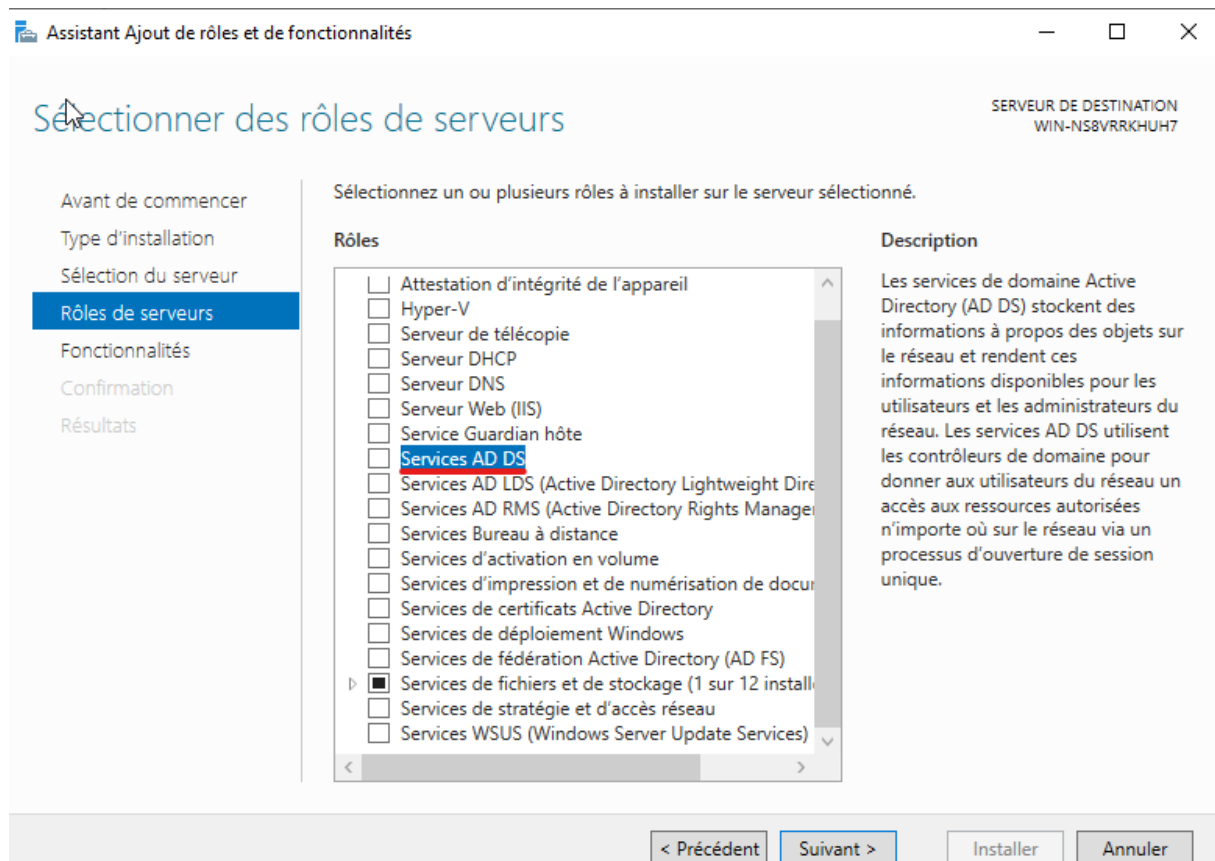 Assistant Ajout de rôles et de fonctionnalités
Sélectionner des rôles de serveurs
SERVEUR DE DESTINATION
WIN-NS8VRRKHUH7
Avant de commencer
Type d'installation
Sélection du serveur
Rôles de serveurs
Fonctionnalités
Confirmation
Résultats
Sélectionnez un ou plusieurs rôles à installer sur le serveur sélectionné.
Rôles
Attestation d'intégrité de l'appareil
Hyper-V
Serveur de télécopie
Serveur DHCP
Serveur DNS
Serveur Web (IIS)
Service Guardian hôte
Services AD DS
Services AD LDS (Active Directory Lightweight Dire
Services AD RMS (Active Directory Rights Manager
Services Bureau à distance
Services d'activation en volume
Services d'impression et de numérisation de docur
Services de certificats Active Directory
Services de déploiement Windows
Services de fédération Active Directory (AD FS)
Services de fichiers et de stockage (1 sur 12 install
Services de stratégie et d'accès réseau
Services WSUS (Windows Server Update Services)
Description
Les services de domaine Active
Directory (AD DS) stockent des
informations à propos des objets sur
le réseau et rendent ces
informations disponibles pour les
utilisateurs et les administrateurs du
réseau. Les services AD DS utilisent
les contrôleurs de domaine pour
donner aux utilisateurs du réseau un
accès aux ressources autorisées
n'importe où sur le réseau via un
processus d'ouverture de session
unique.
< Précédent
Suivant >
Installer
Annuler